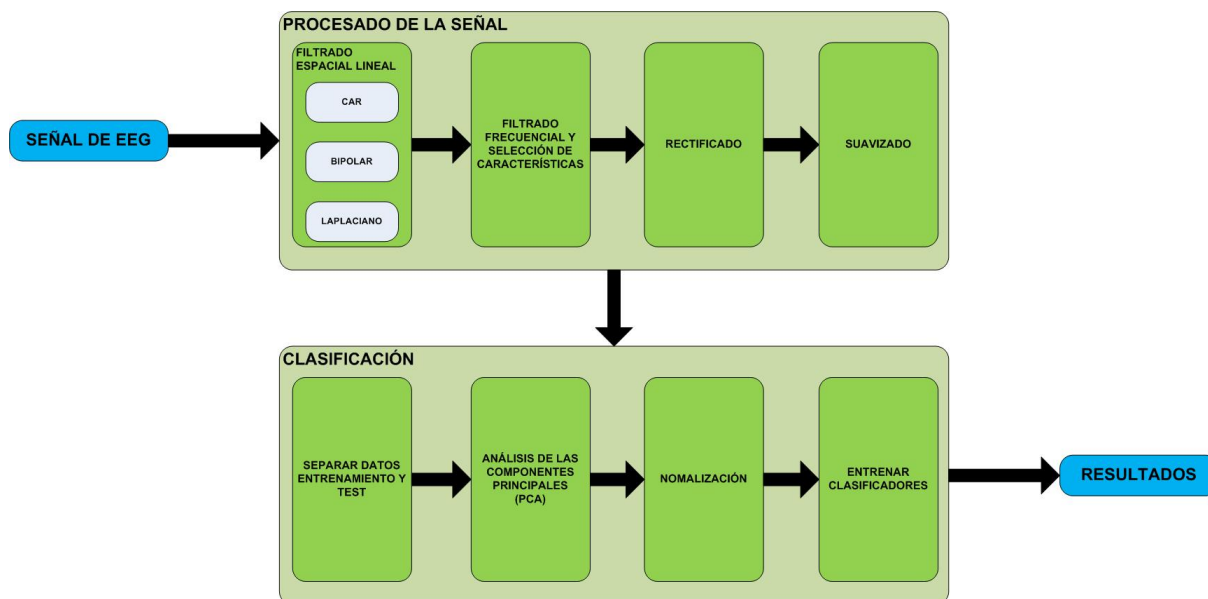 PROCESADO DE LA SEÑAL
FILTRADO
ESPACIAL LINEAL
CAR
BIPOLAR
LAPLACIANO
SEÑAL DE EEG
FILTRADO
FRECUENCIAL Y
SELECCIÓN DE
CARACTERÍSTICAS
RECTIFICADO
SUAVIZADO
CLASIFICACIÓN
SEPARAR DATOS
ENTRENAMIENTO Y
TEST
ANÁLISIS DE LAS
COMPONENTES
PRINCIPALES
(PCA)
NOMALIZACIÓN
ENTRENAR
CLASIFICADORES
RESULTADOS